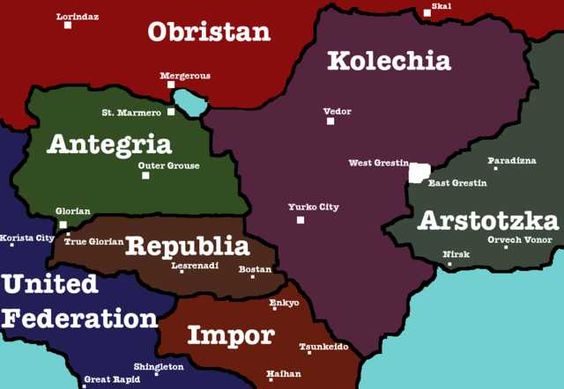 Skal
Lorindaz
Obristan
Kolechia
Mergerous
St. Marmero
Vedor
Antegria
West Grestin
Paradizna
Outer Grouse
East Grestin
Glorian
Yurko City
Arstotzka
Korista City
True Glorian
Republia
Orvech Vonor
Nirsk
Lesrenadi
Bostan
United
Federation
Enkyo
Impor
Tsunkeido
Shingleton
Haihan
Great Rapid